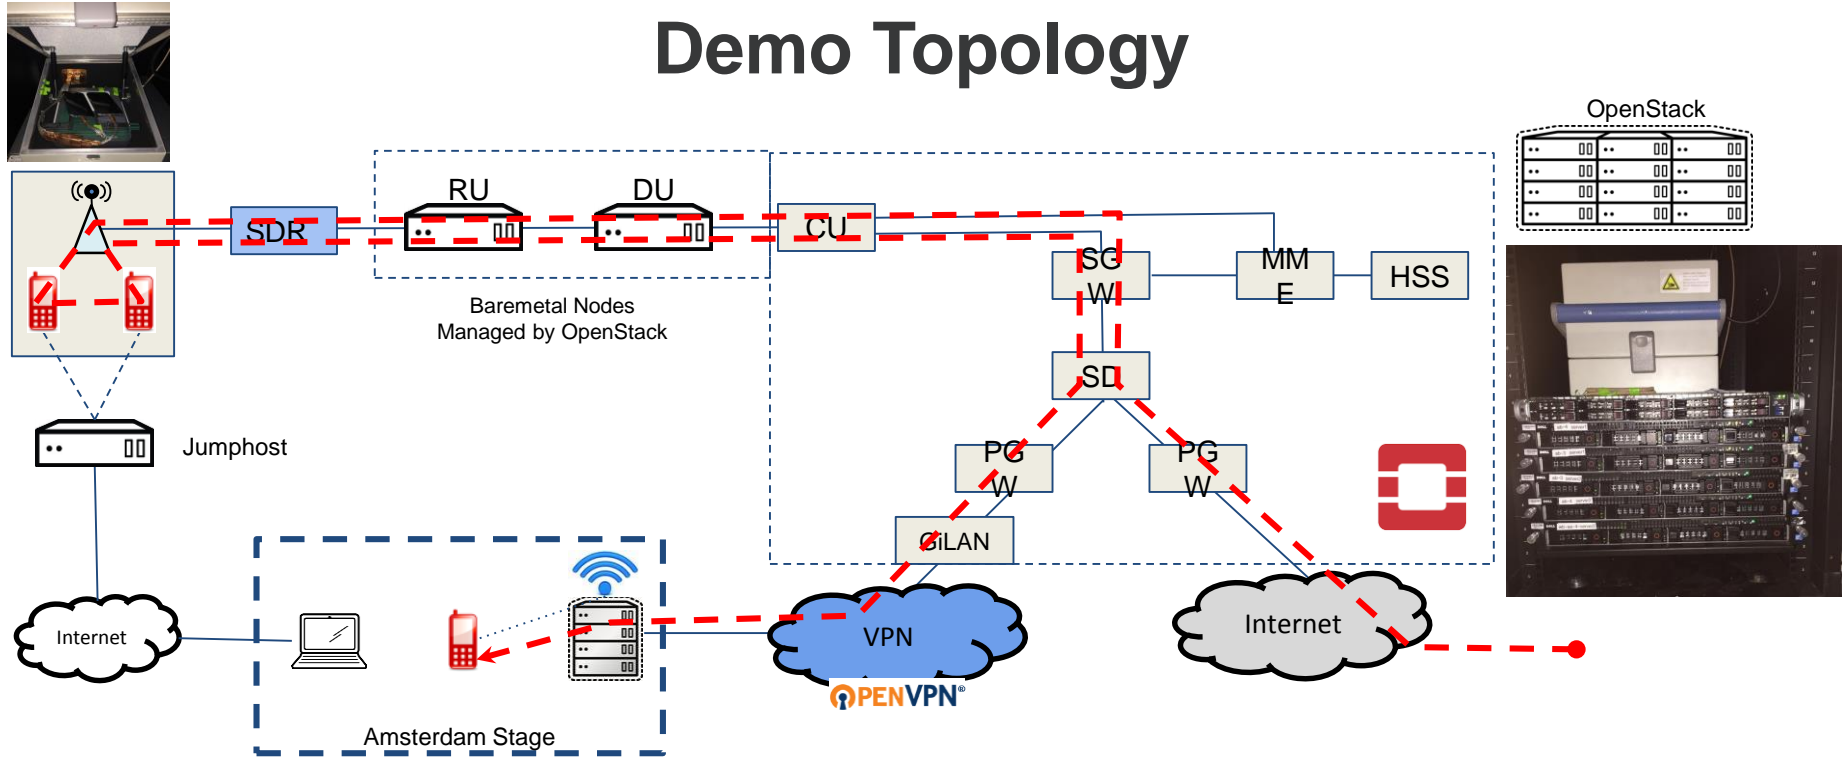 Demo Topology
OpenStack
RU
DU
SDR
CU
SG
W
MM
E
HSS
Baremetal Nodes
Managed by OpenStack
SD
PG
W
PG
W
Jumphost
GiLAN
Internet
VPN
Internet
OPENVPN®
Amsterdam Stage